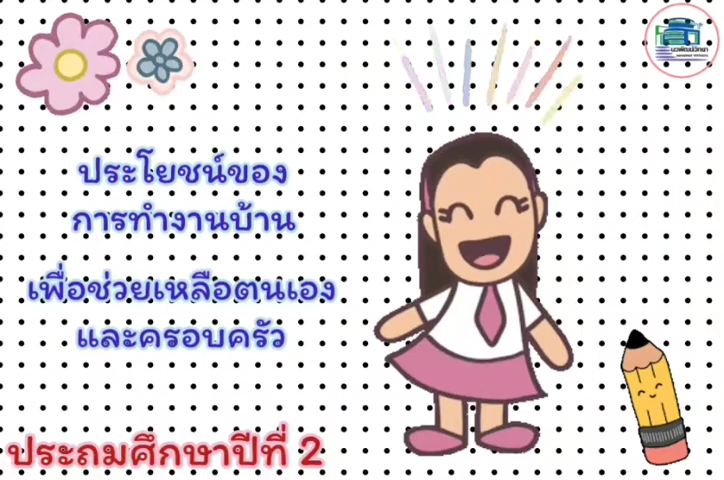 ประโยชน์ของ
การทำงานบ้าน
เพื่อช่วยเหลือตนเอง
และครอบครัว
ประถมศึกษาปีที่ 2